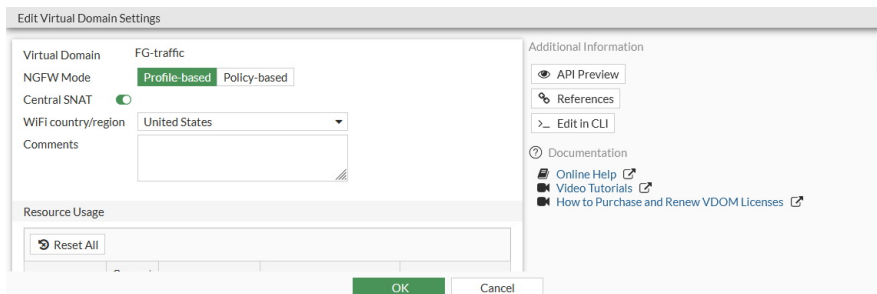 Edit Virtual Domain Settings
Virtual Domain FG-traffic
NGFW Mode Profile-based Policy-based
Central SNAT
WiFi country/region United States
Comments
Resource Usage
Reset All
OK Cancel
Additional Information
API Preview
References
>_ Edit in CLI
Documentation
Online Help
Video Tutorials
How to Purchase and Renew VDOM Licenses